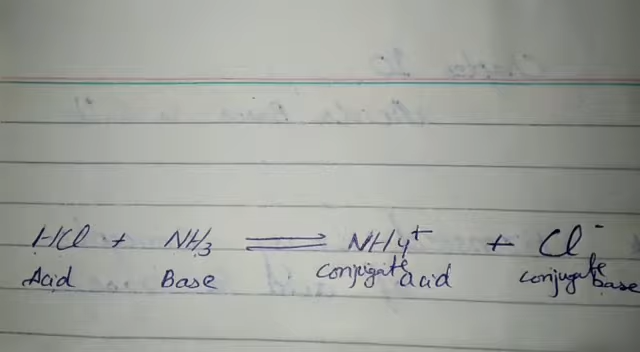 HCl + NH3 ⇌ NH4+ + Cl-
Acid Base conjugate acid conjugate base